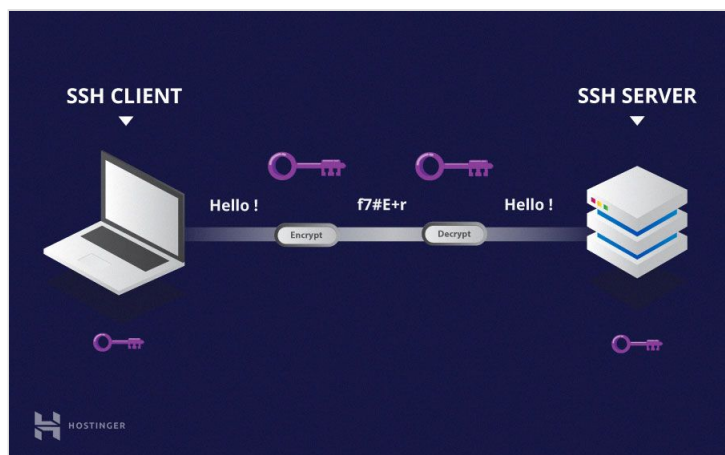 SSH CLIENT
SSH SERVER
Hello !
f7#E+r
Hello !
Encrypt
Decrypt
HOSTINGER